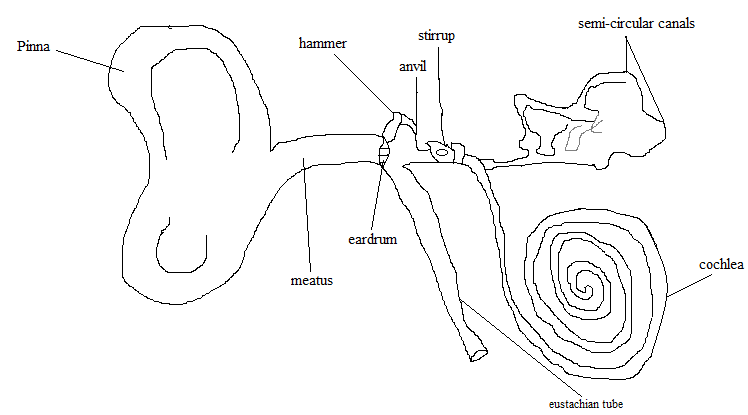 semi-circular canals
stirrup
hammer
Pinna
anvil
eardrum
cochlea
meatus
eustachian tube